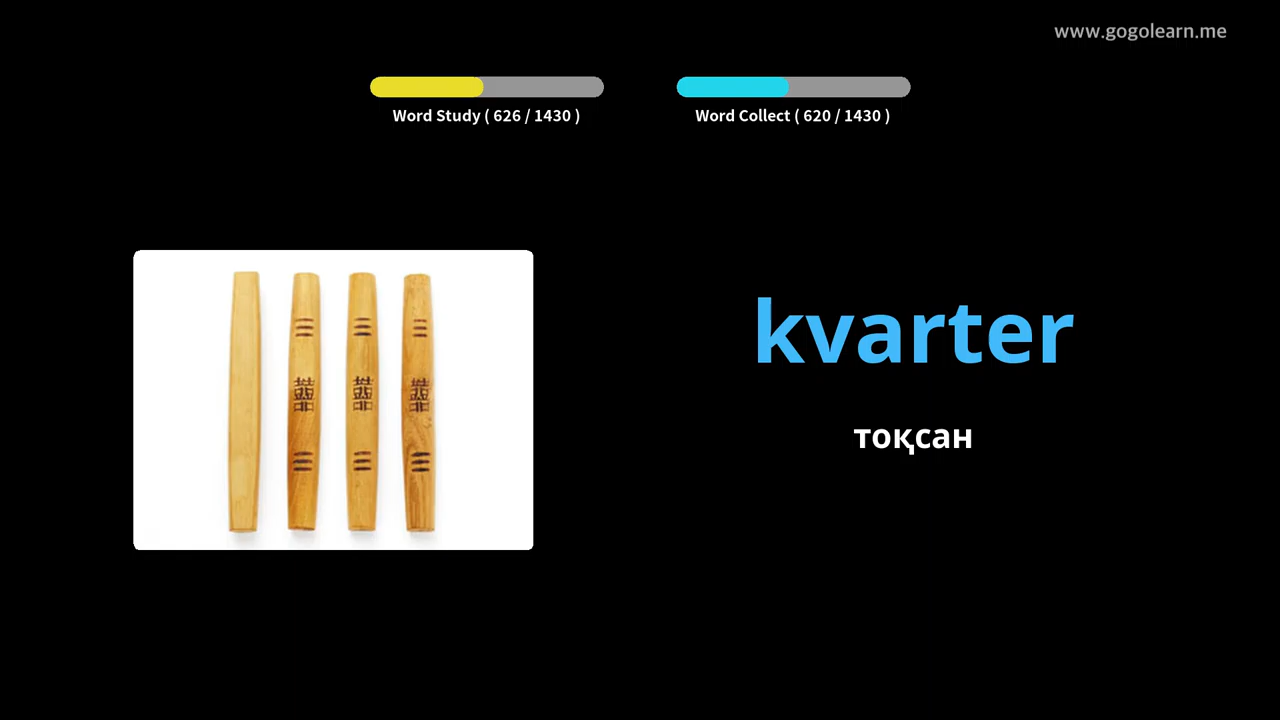 www.gogolearn.me
Word Study ( 626 / 1430 )
Word Collect ( 620 / 1430 )
kvarter
тоқсан